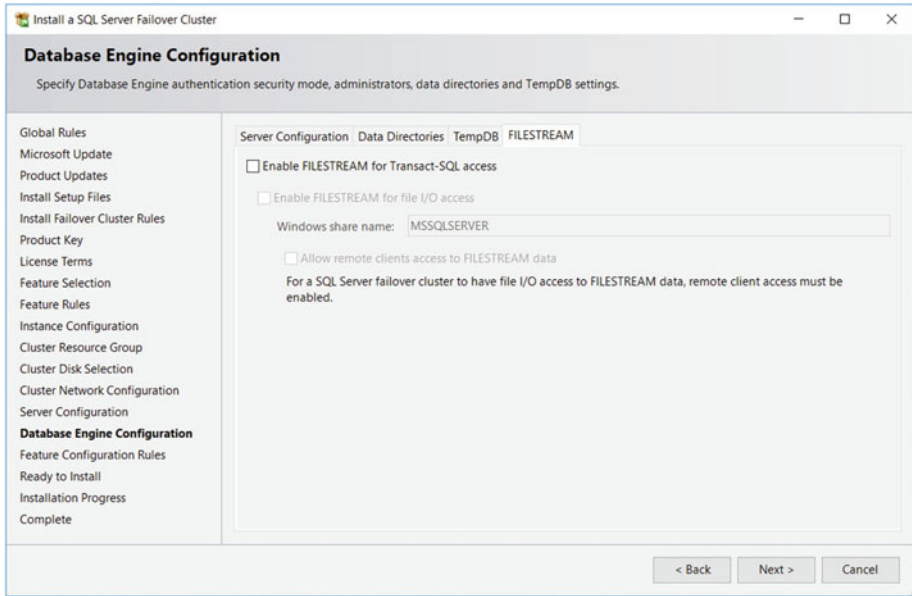 Install a SQL Server Failover Cluster
Database Engine Configuration
Specify Database Engine authentication security mode, administrators, data directories and TempDB settings.
Global Rules
Microsoft Update
Product Updates
Install Setup Files
Install Failover Cluster Rules
Product Key
License Terms
Feature Selection
Feature Rules
Instance Configuration
Cluster Resource Group
Cluster Disk Selection
Cluster Network Configuration
Server Configuration
Database Engine Configuration
Feature Configuration Rules
Ready to Install
Installation Progress
Complete
Server Configuration Data Directories TempDB FILESTREAM
Enable FILESTREAM for Transact-SQL access
Enable FILESTREAM for file I/O access
Windows share name: MSSQLSERVER
Allow remote clients access to FILESTREAM data
For a SQL Server failover cluster to have file I/O access to FILESTREAM data, remote client access must be
enabled.
< Back Next > Cancel